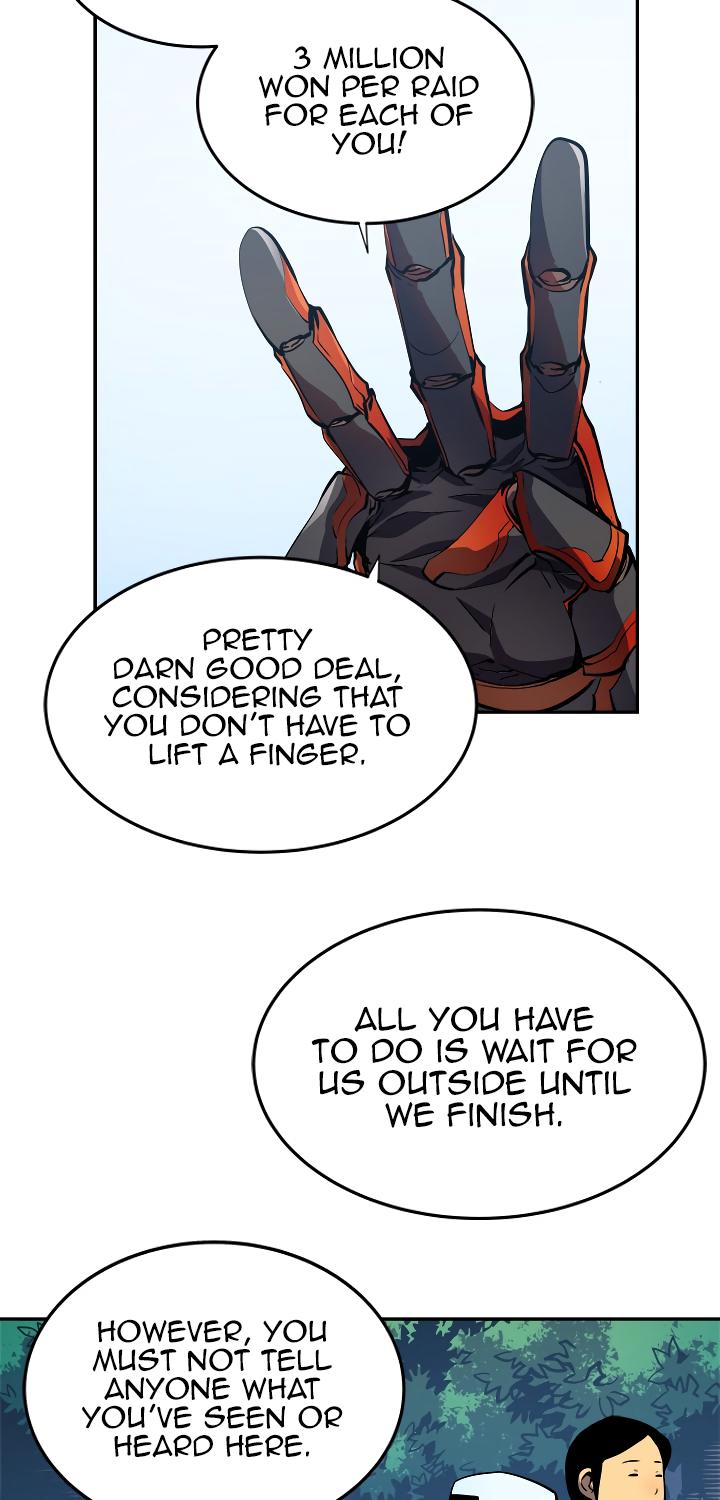 3 MILLION
WON PER RAID
FOR EACH OF
YOU!
PRETTY
DARN GOOD DEAL,
CONSIDERING THAT
YOU DON'T HAVE TO
LIFT A FINGER.
ALL YOU HAVE
TO DO IS WAIT FOR
US OUTSIDE UNTIL
WE FINISH.
HOWEVER, YOU
MUST NOT TELL
ANYONE WHAT
YOU'VE SEEN OR
HEARD HERE.